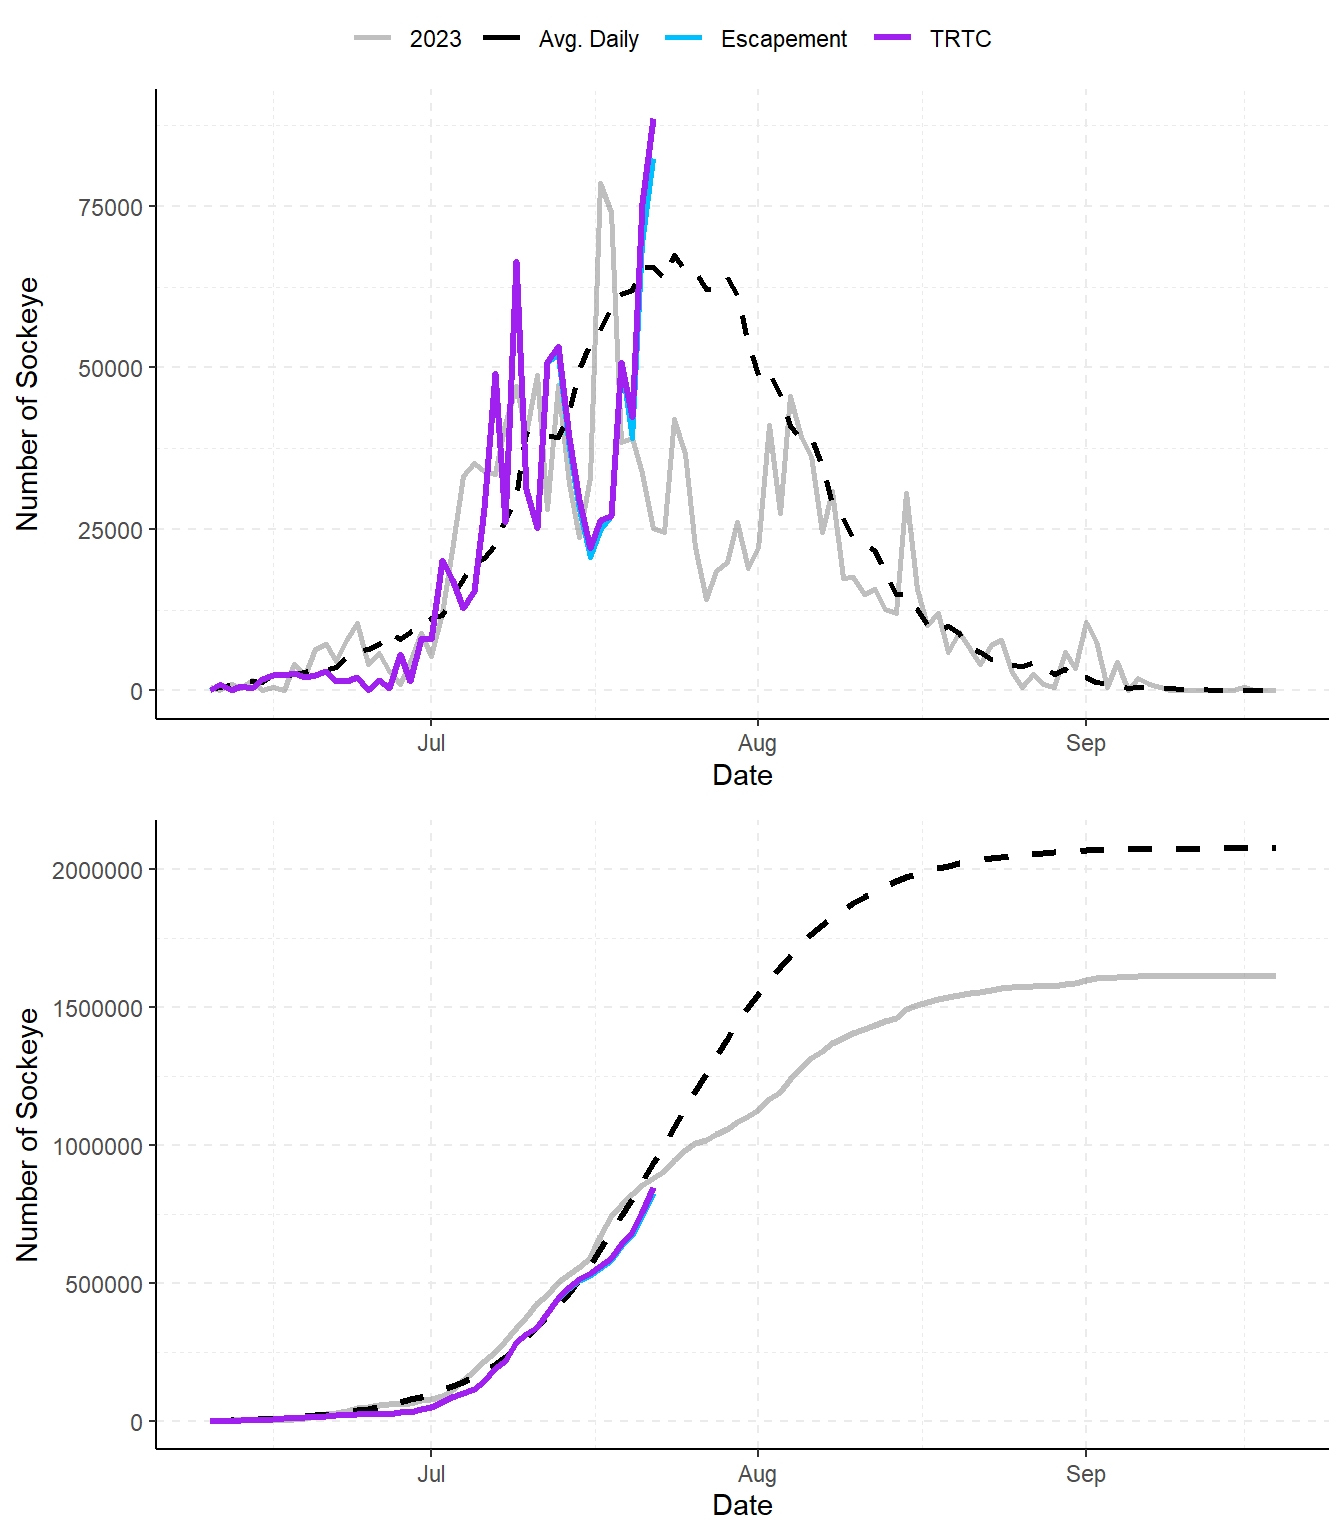 2023 Avg. Daily Escapement TRTC
75000
50000
25000
0
Number of Sockeye
Jul Aug Sep
Date
2000000
1500000
1000000
500000
0
Number of Sockeye
Jul Aug Sep
Date